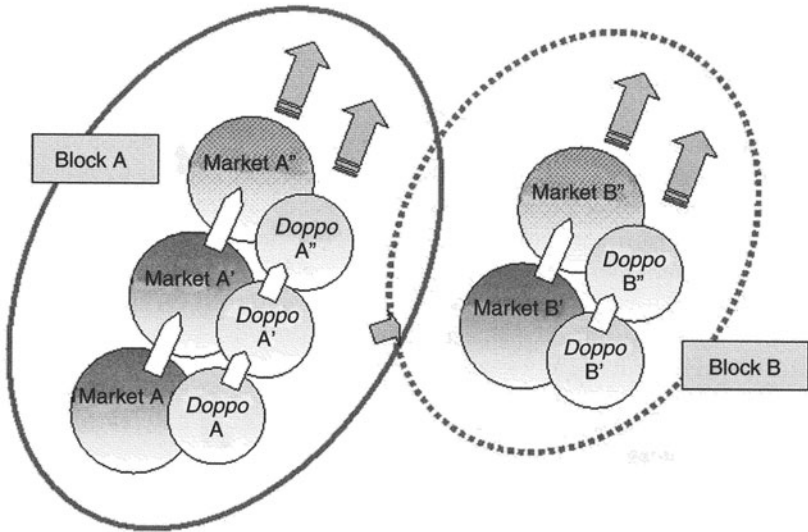 Block A
Market A"
Doppo
A"
Market A'
Doppo
A'
Market A
Doppo
A
Market B"
Doppo
B"
Market B'
Doppo
B'
Block B